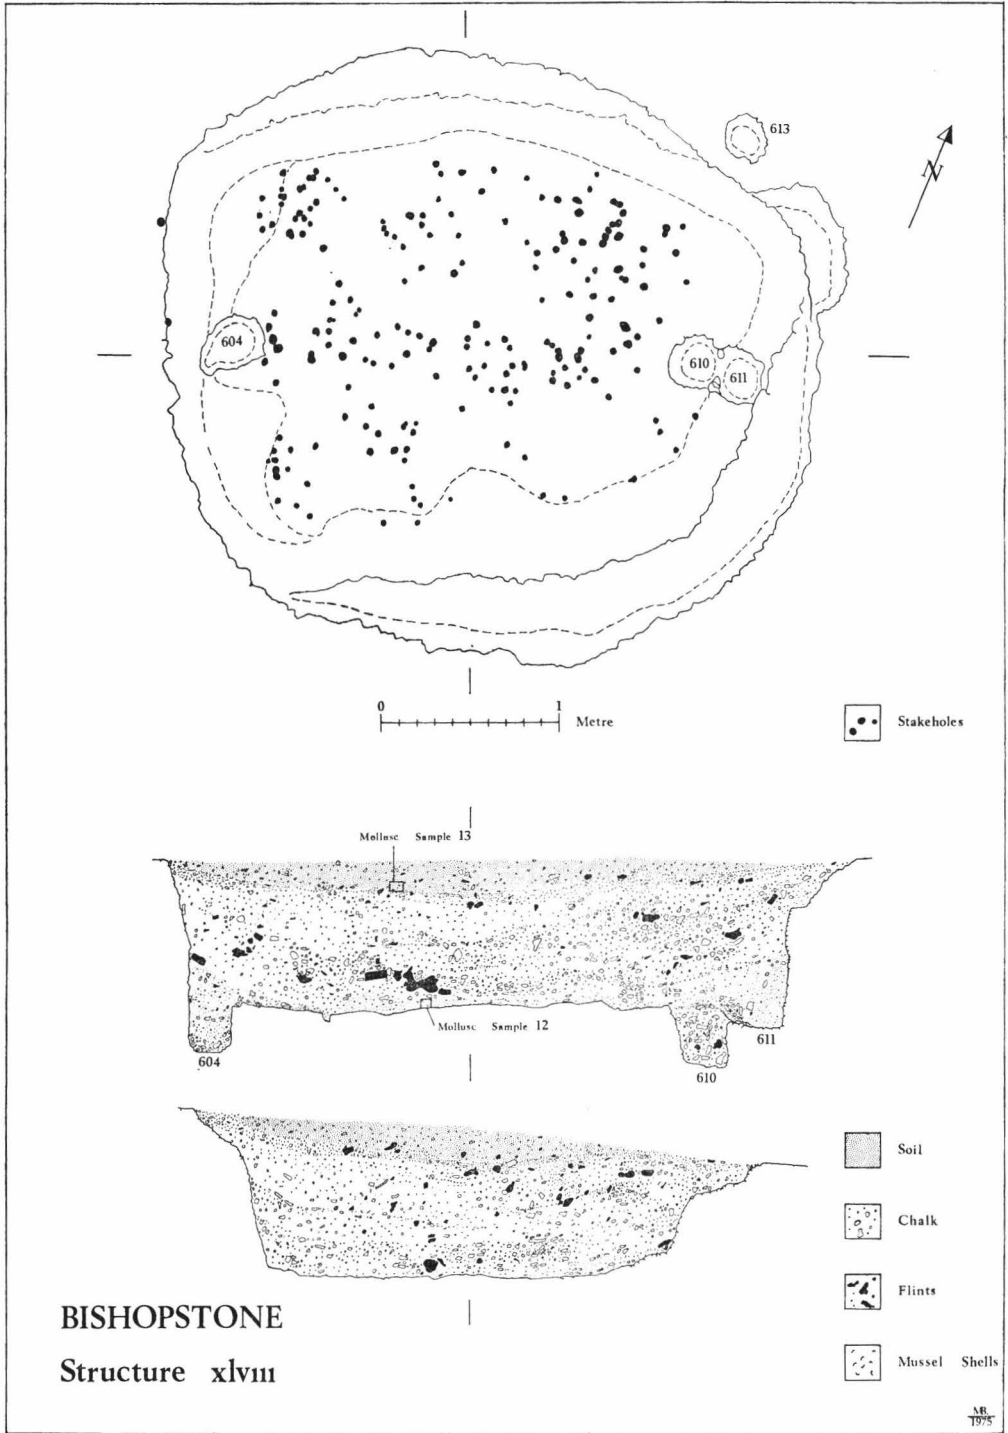 613
N
604
610
611
0 1
Metre
Stakeholes
Mollusc Sample 13
Mollusc Sample 12
604
611
610
Soil
Chalk
Flints
Mussel Shells
BISHOPSTONE
Structure xlviii
MB.
1975